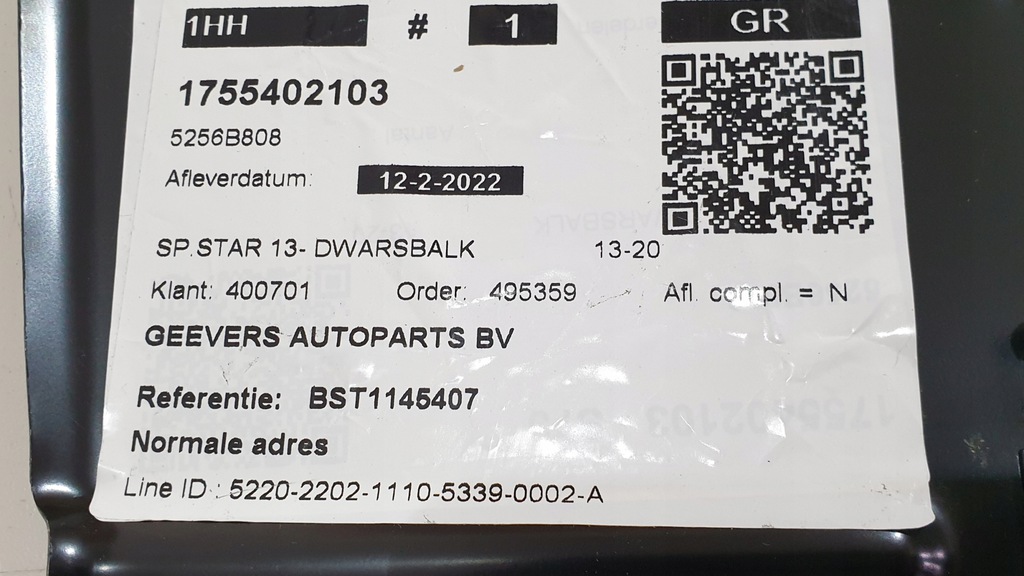 1HH # 1 GR
1755402103
5256B808
Afleverdatum: 12-2-2022
SP.STAR 13- DWARSBALK 13-20
Klant: 400701 Order: 495359 Afl. compl. = N
GEEVERS AUTOPARTS BV
Referentie: BST1145407
Normale adres
Line ID : 5220-2202-1110-5339-0002-A